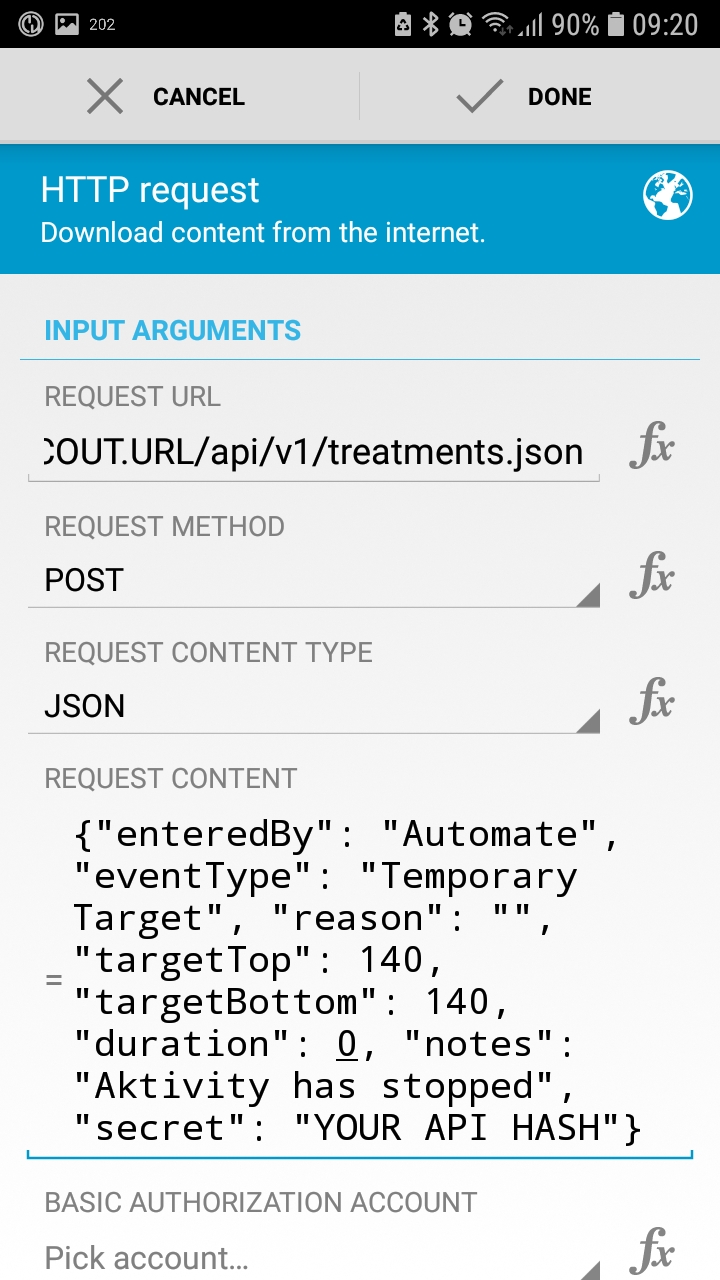 202 90% 09:20
CANCEL DONE
HTTP request
Download content from the internet.
INPUT ARGUMENTS
REQUEST URL
COUT.URL/api/v1/treatments.json fx
REQUEST METHOD
POST fx
REQUEST CONTENT TYPE
JSON fx
REQUEST CONTENT
{"enteredBy": "Automate",
"eventType": "Temporary
Target", "reason": "",
= "targetTop": 140,
"targetBottom": 140,
"duration": 0, "notes":
"Aktivity has stopped",
"secret": "YOUR API HASH"}
BASIC AUTHORIZATION ACCOUNT
Pick account... fx